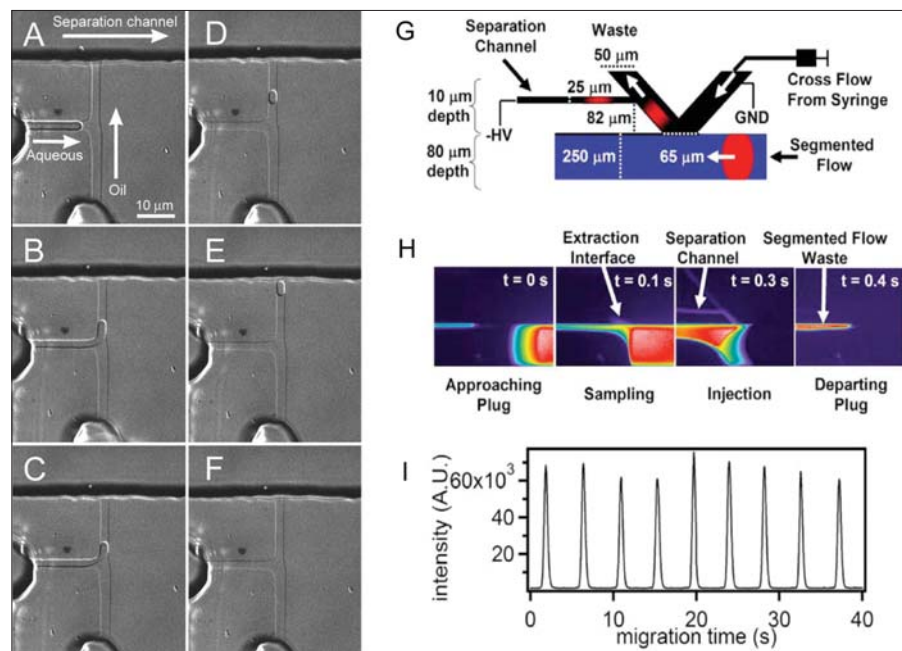 A
Separation channel
Aqueous
Oil
10 µm
B
C
D
E
F
G
Separation
Channel
Waste
50 µm
25 µm
10 µm
depth
82 µm
-HV
GND
Cross Flow
From Syringe
80 µm
depth
250 µm
65 µm
Segmented
Flow
H
Extraction
Interface
Separation
Channel
Segmented Flow
Waste
t = 0 s
t = 0.1 s
t = 0.3 s
t = 0.4 s
Approaching
Plug
Sampling
Injection
Departing
Plug
I
intensity (A.U.)
60x10³
40
20
0
10
20
30
40
migration time (s)